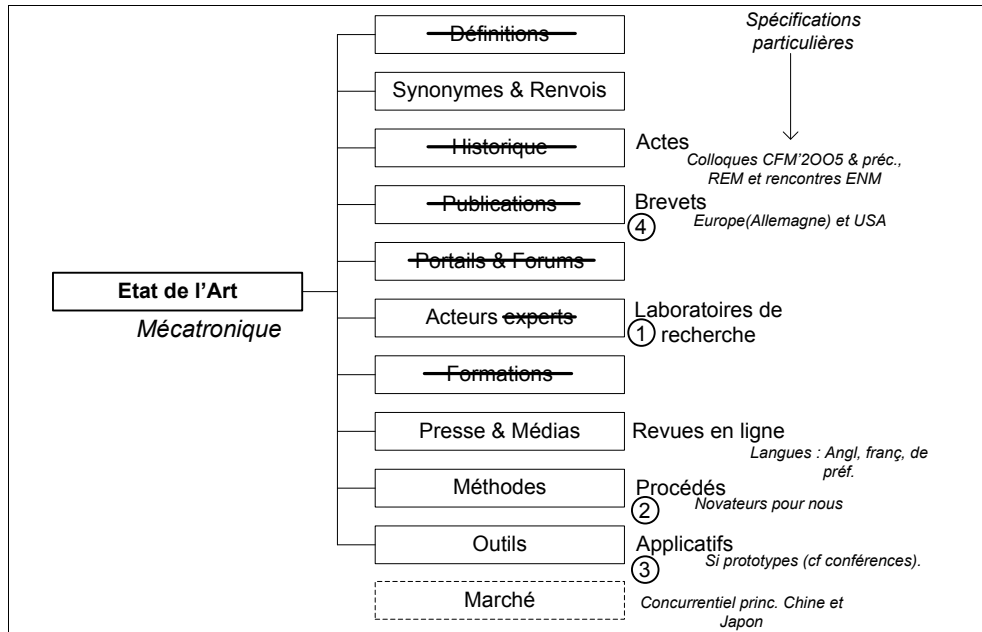 Définitions
Spécifications
particulières
Synonymes & Renvois
Historique
Actes
Colloques CFM'2OO5 & préc.,
REM et rencontres ENM
Publications
Brevets
4
Europe(Allemagne) et USA
Portails & Forums
Etat de l'Art
Mécatronique
Acteurs experts
Laboratoires de
1 recherche
Formations
Presse & Médias
Revues en ligne
Langues : Angl, franç, de
préf.
Méthodes
Procédés
2
Novateurs pour nous
Outils
Applicatifs
3
Si prototypes (cf conférences).
Marché
Concurrentiel princ. Chine et
Japon